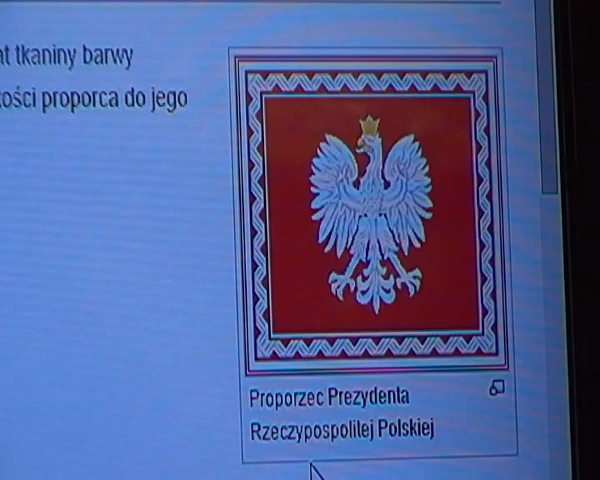 at tkaniny barwy
ości proporca do jego
Proporzec Prezydenta
Rzeczypospolitej Polskiej